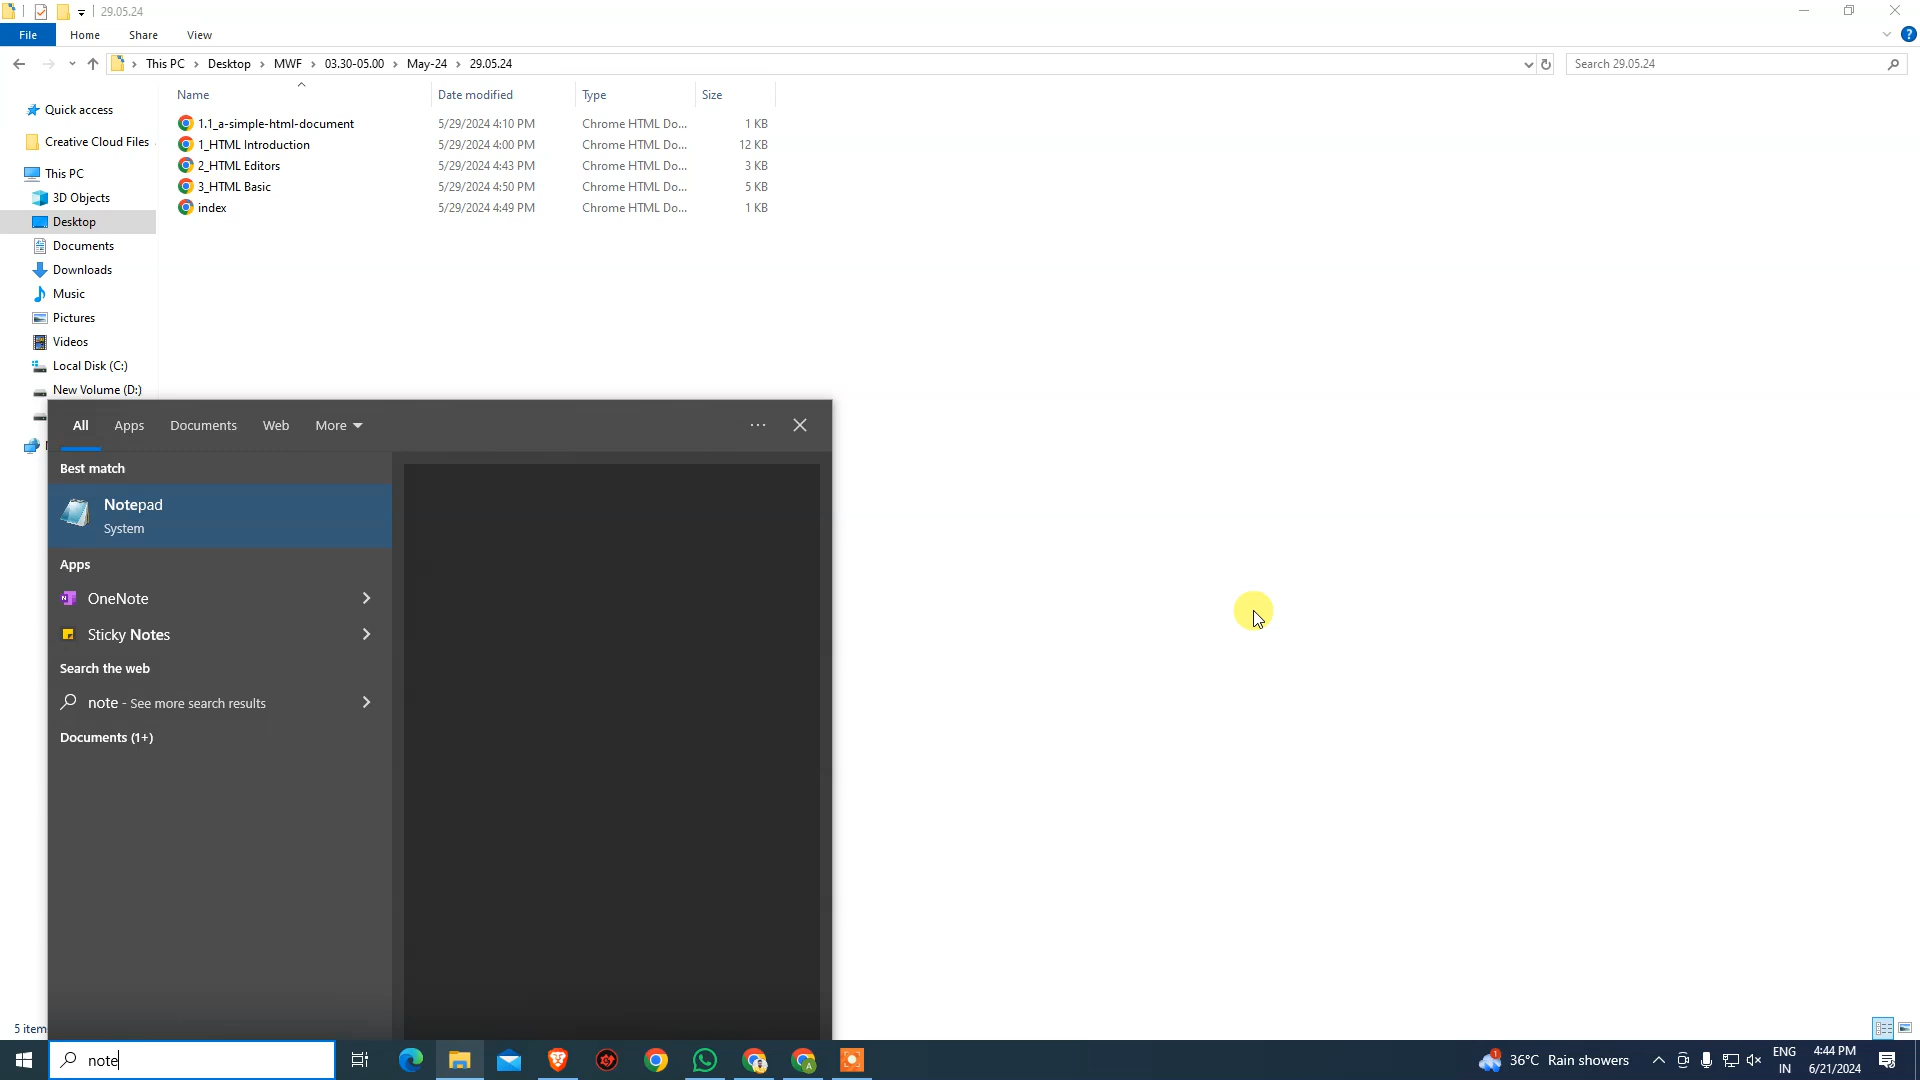 29.05.24
File Home Share View
This PC Desktop MWF 03.30-05.00 May-24 29.05.24
Search 29.05.24
Name Date modified Type Size
Quick access
Creative Cloud Files
This PC
3D Objects
Desktop
Documents
Downloads
Music
Pictures
Videos
Local Disk (C:)
New Volume (D:)
1.1_a-simple-html-document 5/29/2024 4:10 PM Chrome HTML Do... 1 KB
1_HTML Introduction 5/29/2024 4:00 PM Chrome HTML Do... 12 KB
2_HTML Editors 5/29/2024 4:43 PM Chrome HTML Do... 3 KB
3_HTML Basic 5/29/2024 4:50 PM Chrome HTML Do... 5 KB
index 5/29/2024 4:49 PM Chrome HTML Do... 1 KB
All Apps Documents Web More
Best match
Notepad
System
Apps
OneNote
Sticky Notes
Search the web
note - See more search results
Documents (1+)
5 item
note
36°C Rain showers
ENG
IN
4:44 PM
6/21/2024